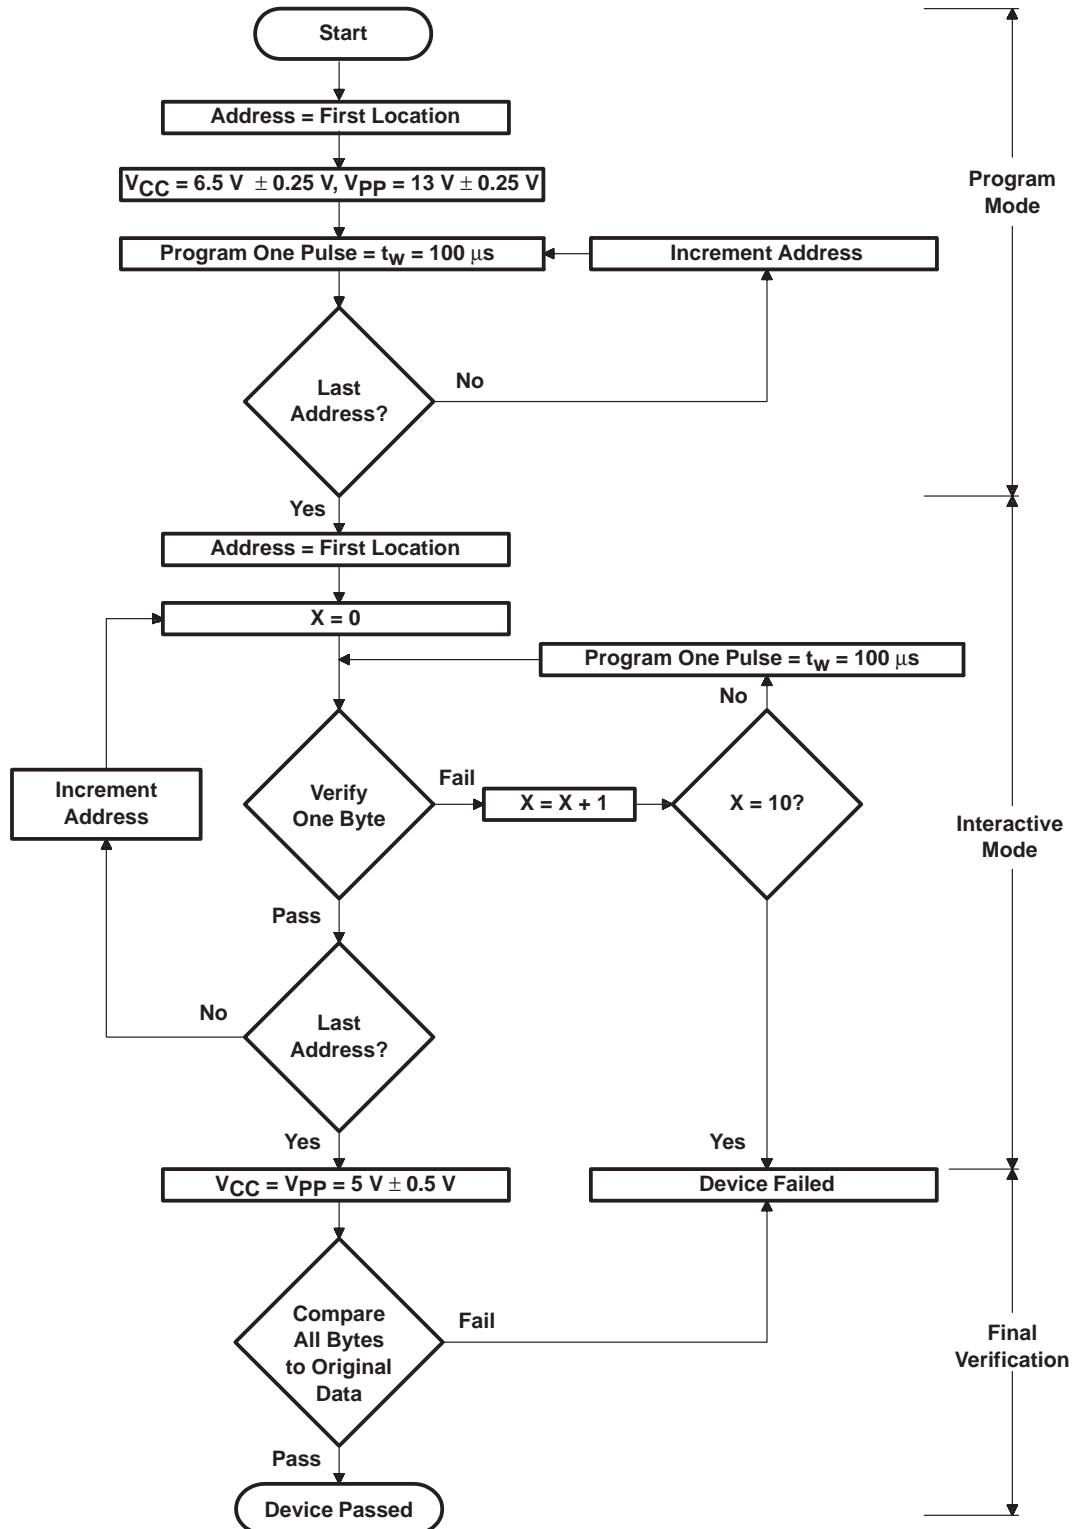 Start
Address = First Location
VCC = 6.5 V ± 0.25 V, VPP = 13 V ± 0.25 V
Program
Mode
Program One Pulse = tw = 100 μs
Increment Address
Last
Address?
No
Yes
Address = First Location
X = 0
Program One Pulse = tw = 100 μs
No
Increment
Address
Verify
One Byte
Fail
X = X + 1
X = 10?
Interactive
Mode
Pass
No
Last
Address?
Yes
Yes
VCC = VPP = 5 V ± 0.5 V
Device Failed
Compare
All Bytes
to Original
Data
Fail
Final
Verification
Pass
Device Passed